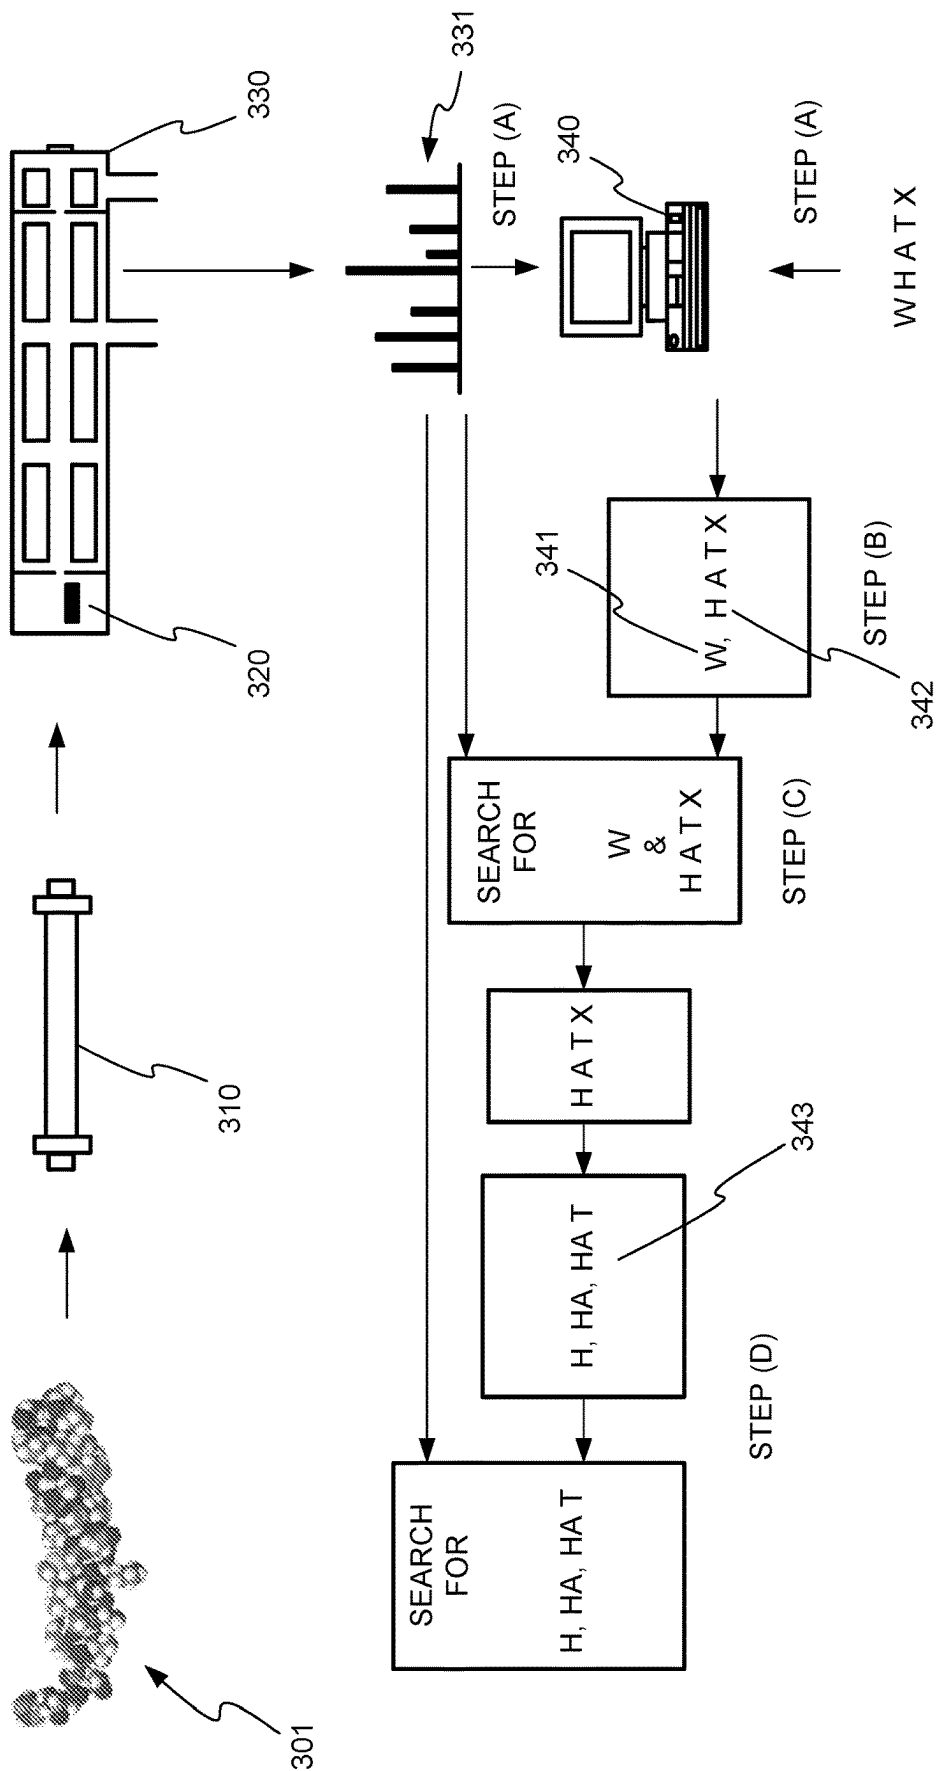 301
310
320
330
331
STEP (A)
340
STEP (A)
W H A T X
341
W, H A T X
342
STEP (B)
SEARCH
FOR
W
&
H A T X
STEP (C)
H A T X
H, HA, HA T
343
STEP (D)
SEARCH
FOR
H, HA, HA T